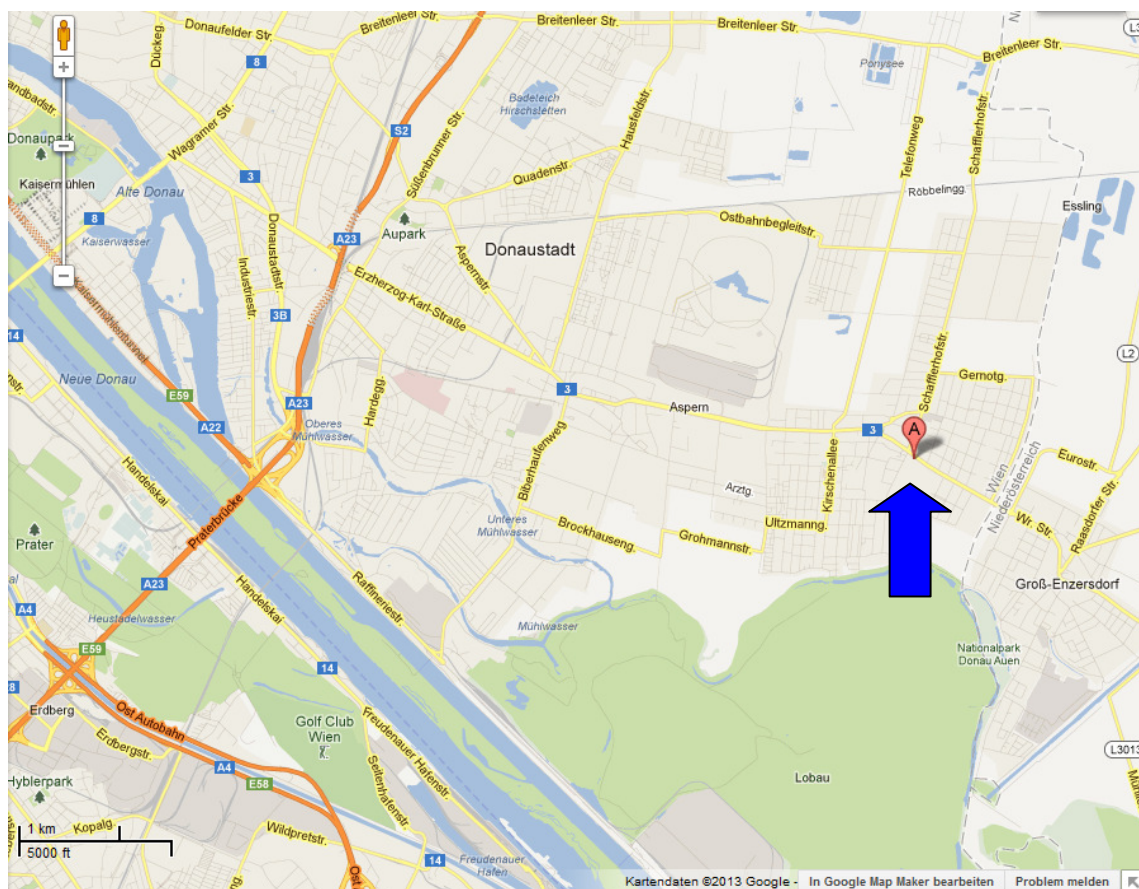 Donaufelder Str.
Breitenleer Str.
Breitenleer Str.
Breitenleer Str.
L3
Dückeg.
8
Ponysee
Badeteich
Hirschstetten
Hausfeldstr.
S2
Wagramer Str.
Donaupark
Süßenbrunner Str.
Telefonweg
Schafflerhofstr.
Kaisermühlen
3
Quadenstr.
Alte Donau
Röbbelingg.
Essling
8
Kaiserwasser
Donaustadtstr.
Aupark
Ostbahnbegleitstr.
A23
Donaustadt
Aspernstr.
Industriestr.
Erzherzog-Karl-Straße
3B
14
Kaisermühlentunnel
Schafflerhofstr.
L2
Neue Donau
Gernotg.
E59
3
Hardegg.
A23
Aspern
3
A
A22
Oberes
Mühlwasser
Biberhaufenweg
Kirschenallee
Wien
Niederösterreich
Eurostr.
Handelskai
Arztg.
Raasdorfer Str.
Praterbrücke
Unteres
Mühlwasser
Brockhauseng.
Ultzmanng.
Grohmannstr.
Wr. Str.
Prater
A23
Raffineriestr.
Handelskai
Groß-Enzersdorf
A4
Heustadelwasser
Mühlwasser
E59
14
Nationalpark
Donau Auen
Erdberg
Ost Autobahn
Golf Club
Wien
Erdbergstr.
Freudenauer Hafenstr.
L3013
A4
E58
Seitenhafenstr.
Hyblerpark
Lobau
1 km
Kopalg.
5000 ft
Wildpretstr.
14
Freudenauer
Hafen
Ost
Kartendaten ©2013 Google -
In Google Map Maker bearbeiten
Problem melden